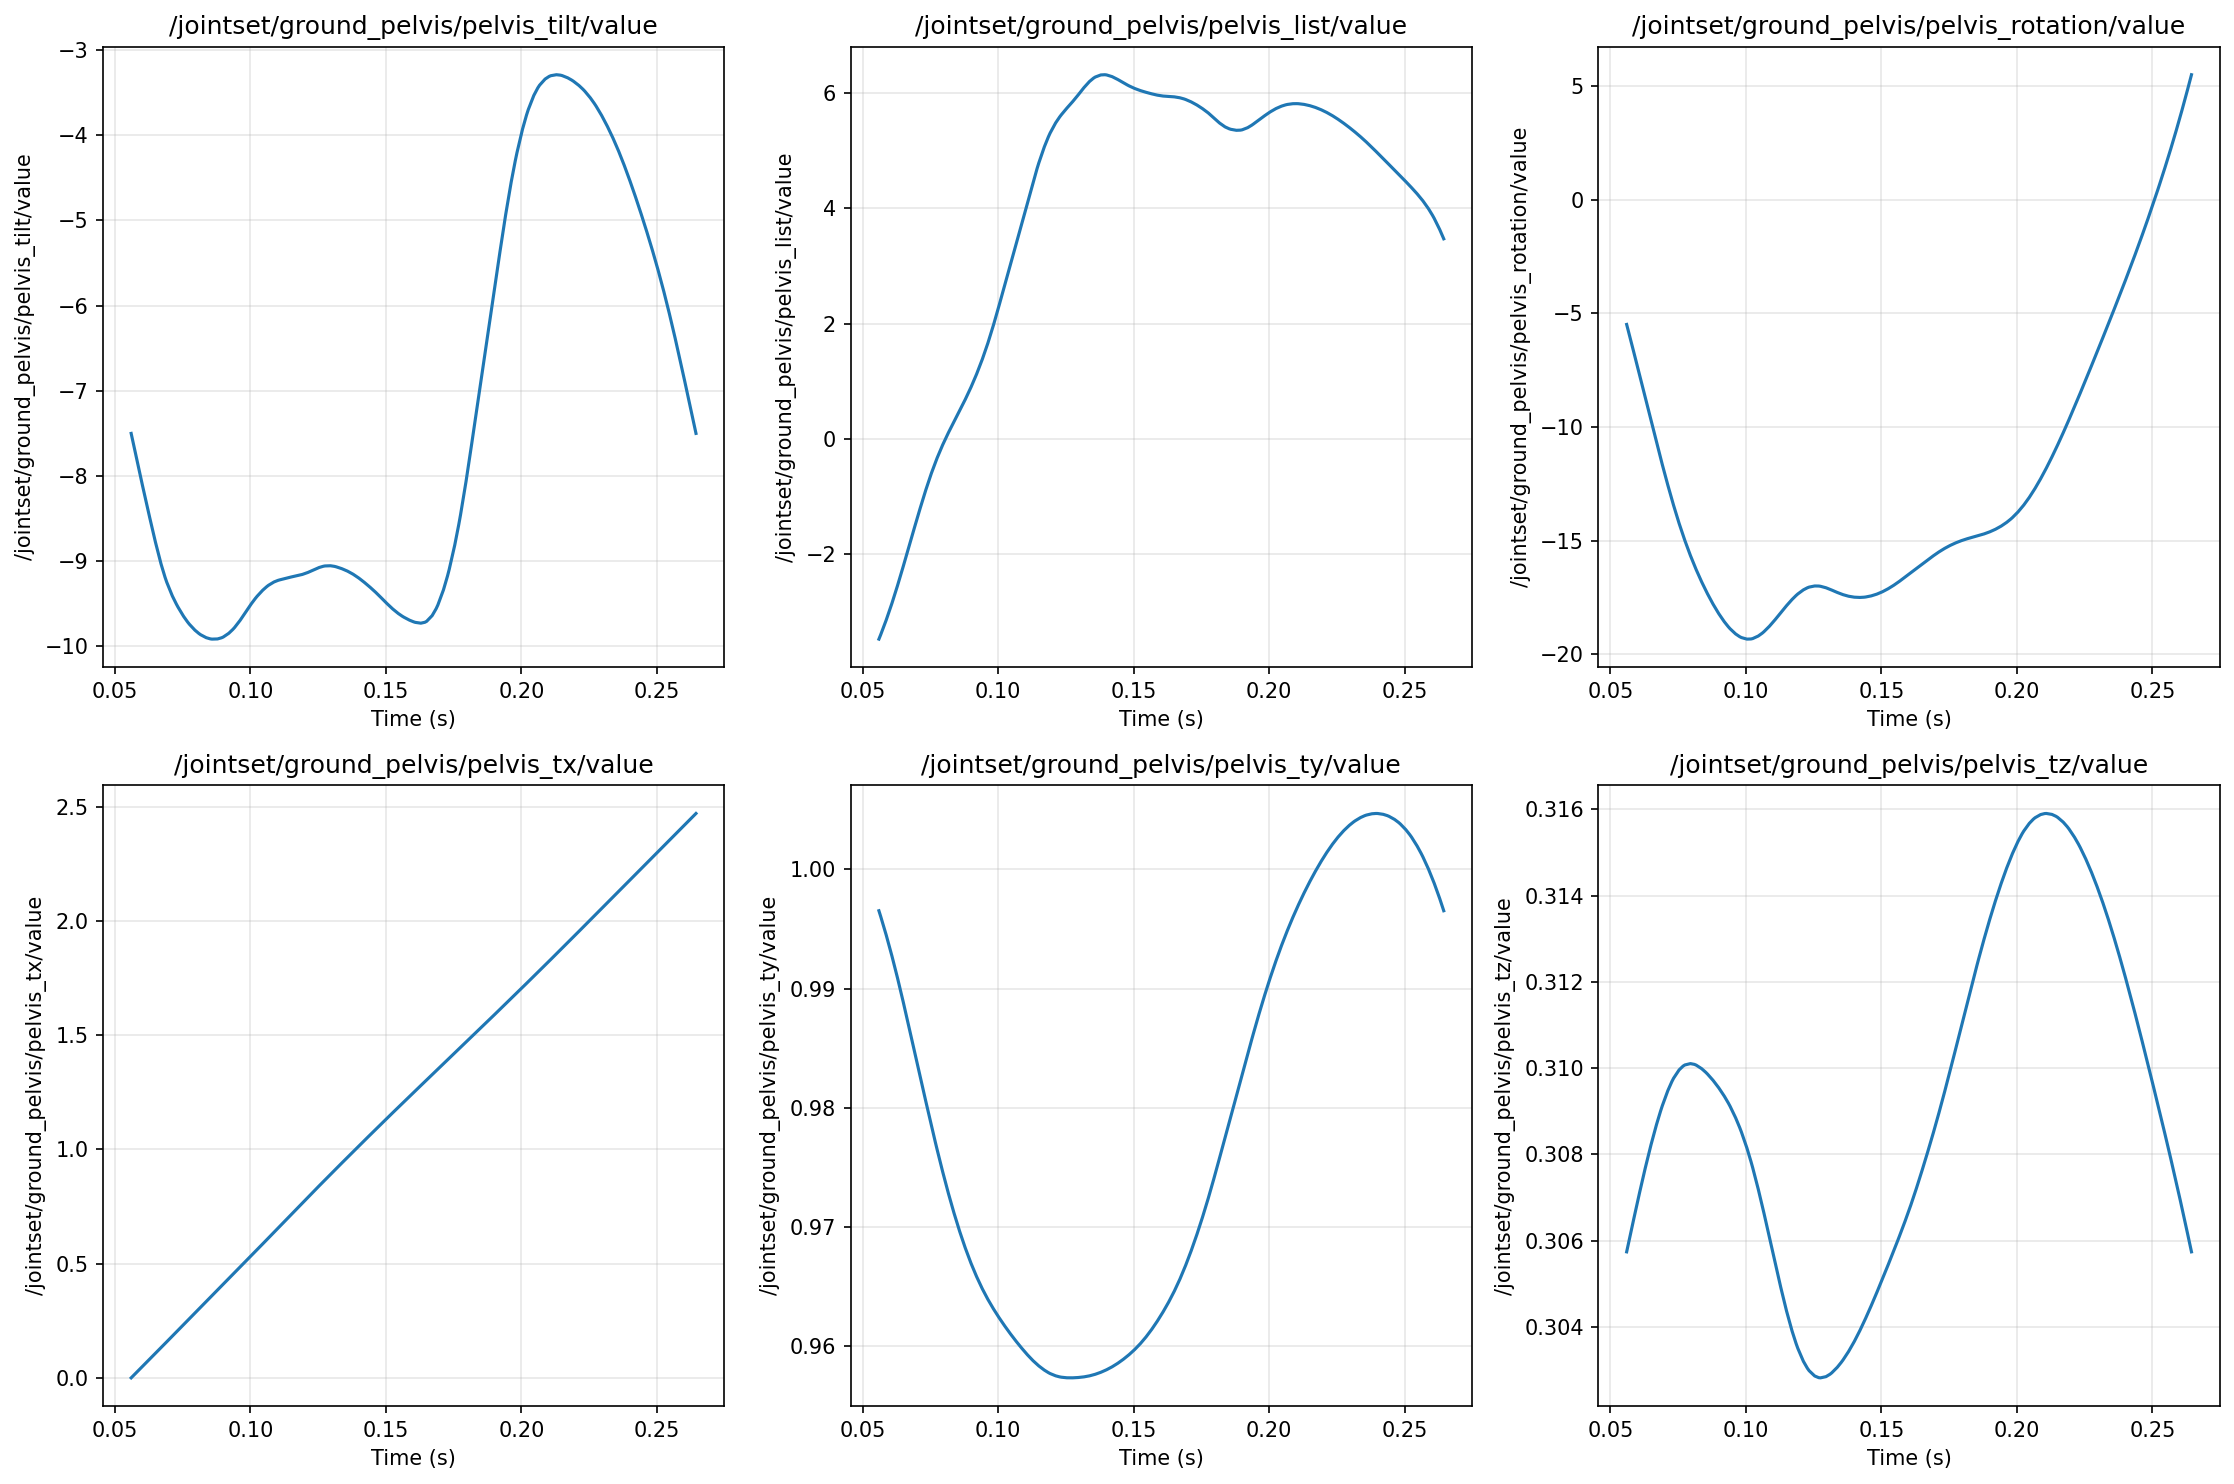 /jointset/ground_pelvis/pelvis_tilt/value
/jointset/ground_pelvis/pelvis_tilt/value
−3
−4
−5
−6
−7
−8
−9
−10
0.05 0.10 0.15 0.20 0.25
Time (s)
/jointset/ground_pelvis/pelvis_list/value
/jointset/ground_pelvis/pelvis_list/value
6
4
2
0
−2
0.05 0.10 0.15 0.20 0.25
Time (s)
/jointset/ground_pelvis/pelvis_rotation/value
/jointset/ground_pelvis/pelvis_rotation/value
5
0
−5
−10
−15
−20
0.05 0.10 0.15 0.20 0.25
Time (s)
/jointset/ground_pelvis/pelvis_tx/value
/jointset/ground_pelvis/pelvis_tx/value
2.5
2.0
1.5
1.0
0.5
0.0
0.05 0.10 0.15 0.20 0.25
Time (s)
/jointset/ground_pelvis/pelvis_ty/value
/jointset/ground_pelvis/pelvis_ty/value
1.00
0.99
0.98
0.97
0.96
0.05 0.10 0.15 0.20 0.25
Time (s)
/jointset/ground_pelvis/pelvis_tz/value
/jointset/ground_pelvis/pelvis_tz/value
0.316
0.314
0.312
0.310
0.308
0.306
0.304
0.05 0.10 0.15 0.20 0.25
Time (s)